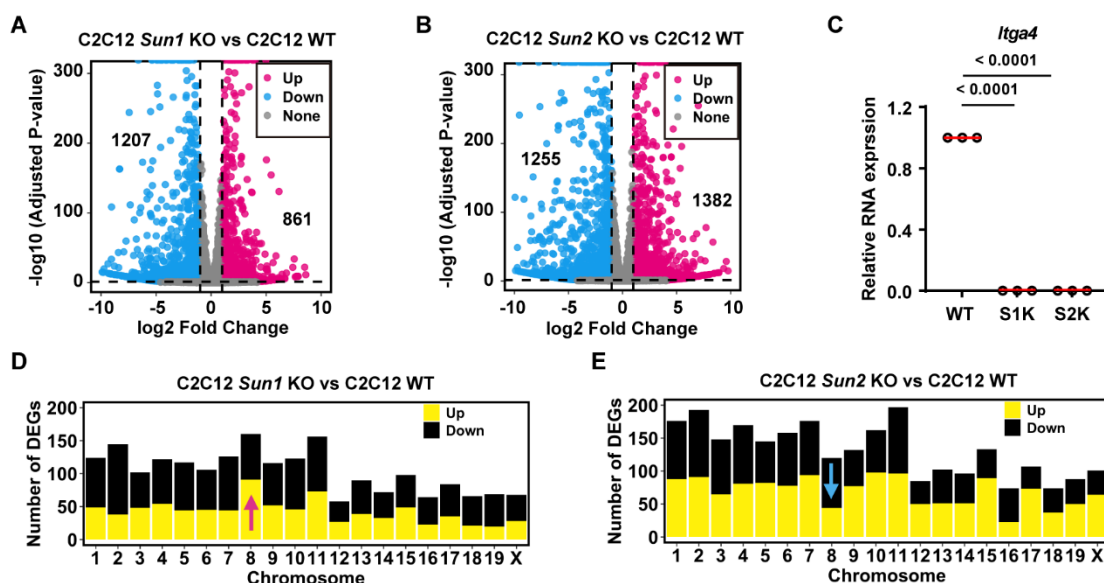 A
C2C12 Sun1 KO vs C2C12 WT
-log10 (Adjusted P-value)
300
200
100
0
Up
Down
None
1207
861
-10 -5 0 5 10
log2 Fold Change
B
C2C12 Sun2 KO vs C2C12 WT
-log10 (Adjusted P-value)
300
200
100
0
Up
Down
None
1255
1382
-10 -5 0 5 10
log2 Fold Change
C
Itga4
< 0.0001
< 0.0001
Relative RNA exprssion
1.2
0.8
0.4
0.0
WT S1K S2K
D
C2C12 Sun1 KO vs C2C12 WT
Number of DEGs
200
150
100
50
0
Up
Down
1 2 3 4 5 6 7 8 9 10 11 12 13 14 15 16 17 18 19 X
Chromosome
E
C2C12 Sun2 KO vs C2C12 WT
Number of DEGs
200
150
100
50
0
Up
Down
1 2 3 4 5 6 7 8 9 10 11 12 13 14 15 16 17 18 19 X
Chromosome